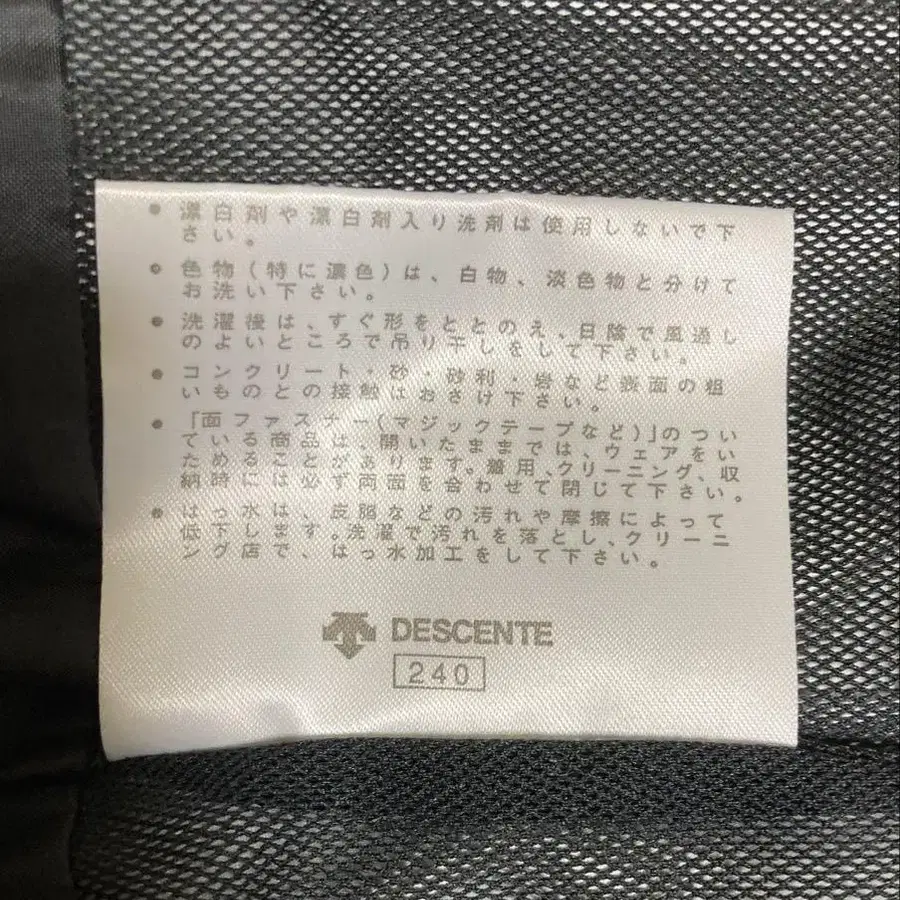 • 漂白剤や漂白剤入り洗剤は使用しないで下
さい。
• 色物(特に濃色)は、白物、淡色物と分けて
お洗い下さい。
• 洗濯後は、すぐ形をととのえ、日陰で風通し
のよいところで吊り干しをして下さい。
• コンクリート・砂・砂利・岩など表面の粗
いものとの接触はおさけ下さい。
• 「面ファスナー(マジックテープなど)」のつい
ている商品は、開いたままでは、ウェアをい
ためることがあります。着用、クリーニング、収
納時には必ず両面を合わせて閉じて下さい。
• はっ水は、皮脂などの汚れや摩擦によって
低下します。洗濯で汚れを落とし、クリーニ
ング店で、はっ水加工をして下さい。
DESCENTE
240